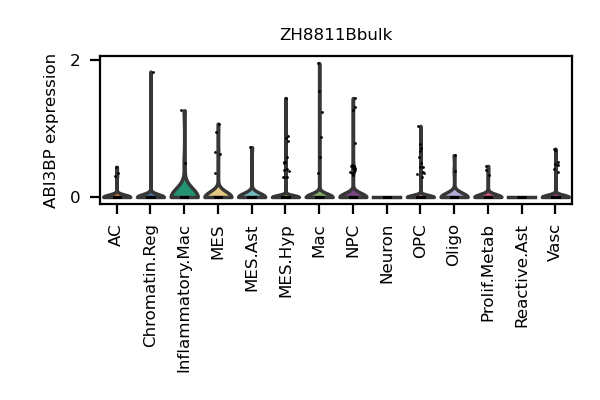 ZH8811Bbulk
ABI3BP expression
2
0
AC
Chromatin.Reg
Inflammatory.Mac
MES
MES.Ast
MES.Hyp
Mac
NPC
Neuron
OPC
Oligo
Prolif.Metab
Reactive.Ast
Vasc